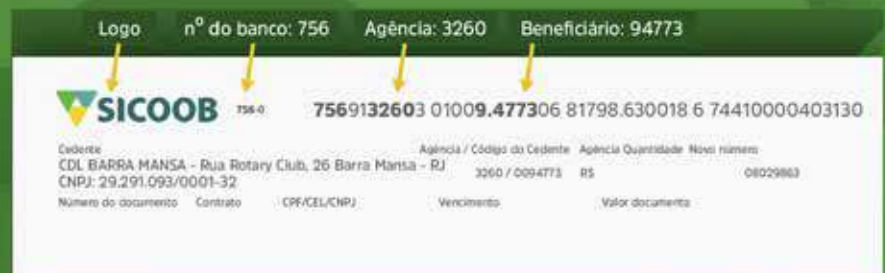 Logo nº do banco: 756 Agência: 3260 Beneficiário: 94773
SICOOB 756-0 7569132603 01009.477306 81798.630018 6 74410000403130
Cedente Agência / Código do Cedente Agência Quantidade Novo número
CDL BARRA MANSA - Rua Rotary Club, 26 Barra Mansa - RJ 3260 / 0094773 R$ 08029863
CNPJ: 29.291.093/0001-32
Número do documento Contrato CPF/CEL/CNPJ Vencimento Valor documento